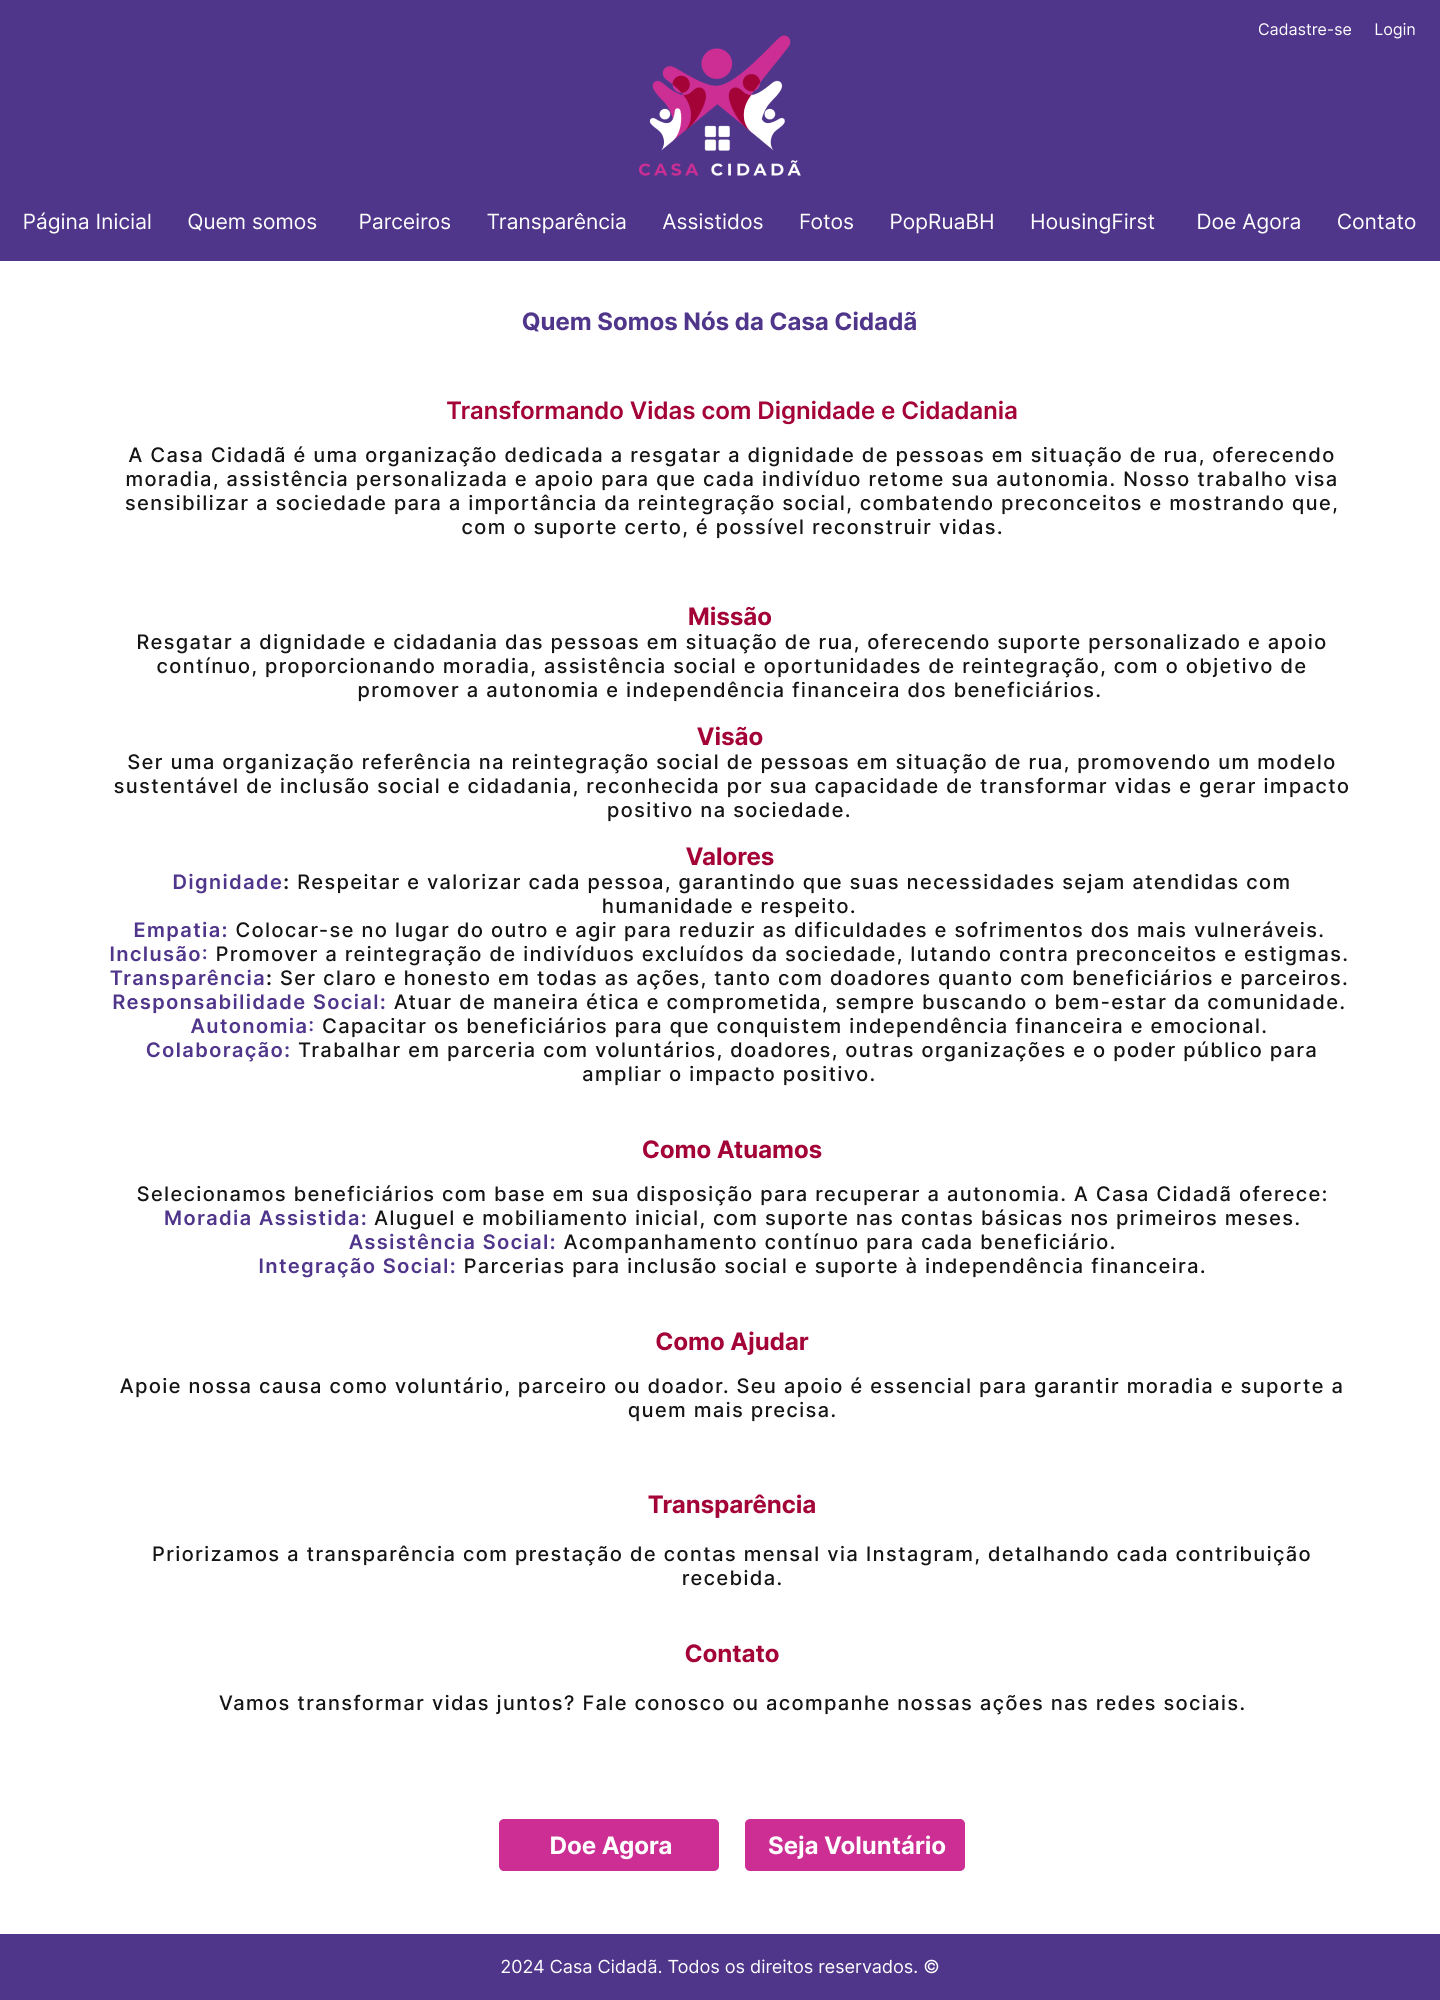 Cadastre-se Login
CASA CIDADÃ
Página Inicial Quem somos Parceiros Transparência Assistidos Fotos PopRuaBH HousingFirst Doe Agora Contato
Quem Somos Nós da Casa Cidadã
Transformando Vidas com Dignidade e Cidadania
A Casa Cidadã é uma organização dedicada a resgatar a dignidade de pessoas em situação de rua, oferecendo
moradia, assistência personalizada e apoio para que cada indivíduo retome sua autonomia. Nosso trabalho visa
sensibilizar a sociedade para a importância da reintegração social, combatendo preconceitos e mostrando que,
com o suporte certo, é possível reconstruir vidas.
Missão
Resgatar a dignidade e cidadania das pessoas em situação de rua, oferecendo suporte personalizado e apoio
contínuo, proporcionando moradia, assistência social e oportunidades de reintegração, com o objetivo de
promover a autonomia e independência financeira dos beneficiários.
Visão
Ser uma organização referência na reintegração social de pessoas em situação de rua, promovendo um modelo
sustentável de inclusão social e cidadania, reconhecida por sua capacidade de transformar vidas e gerar impacto
positivo na sociedade.
Valores
Dignidade: Respeitar e valorizar cada pessoa, garantindo que suas necessidades sejam atendidas com
humanidade e respeito.
Empatia: Colocar-se no lugar do outro e agir para reduzir as dificuldades e sofrimentos dos mais vulneráveis.
Inclusão: Promover a reintegração de indivíduos excluídos da sociedade, lutando contra preconceitos e estigmas.
Transparência: Ser claro e honesto em todas as ações, tanto com doadores quanto com beneficiários e parceiros.
Responsabilidade Social: Atuar de maneira ética e comprometida, sempre buscando o bem-estar da comunidade.
Autonomia: Capacitar os beneficiários para que conquistem independência financeira e emocional.
Colaboração: Trabalhar em parceria com voluntários, doadores, outras organizações e o poder público para
ampliar o impacto positivo.
Como Atuamos
Selecionamos beneficiários com base em sua disposição para recuperar a autonomia. A Casa Cidadã oferece:
Moradia Assistida: Aluguel e mobiliamento inicial, com suporte nas contas básicas nos primeiros meses.
Assistência Social: Acompanhamento contínuo para cada beneficiário.
Integração Social: Parcerias para inclusão social e suporte à independência financeira.
Como Ajudar
Apoie nossa causa como voluntário, parceiro ou doador. Seu apoio é essencial para garantir moradia e suporte a
quem mais precisa.
Transparência
Priorizamos a transparência com prestação de contas mensal via Instagram, detalhando cada contribuição
recebida.
Contato
Vamos transformar vidas juntos? Fale conosco ou acompanhe nossas ações nas redes sociais.
Doe Agora Seja Voluntário
2024 Casa Cidadã. Todos os direitos reservados. ©